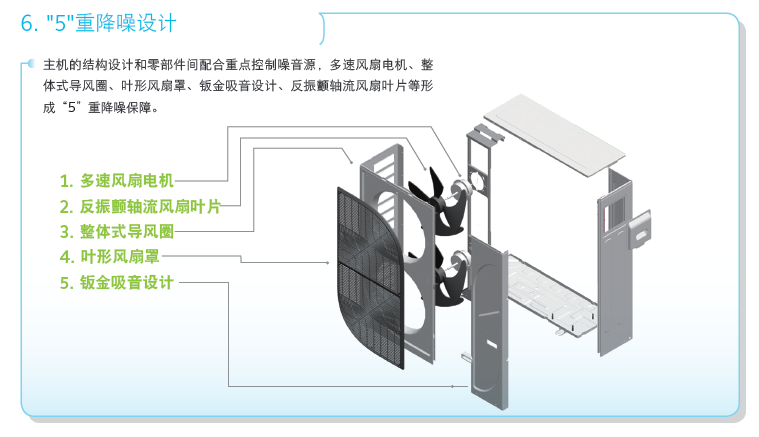 6. "5"重降噪设计
主机的结构设计和零部件间配合重点控制噪音源，多速风扇电机、整
体式导风圈、叶形风扇罩、钣金吸音设计、反振颤轴流风扇叶片等形
成“5”重降噪保障。
1. 多速风扇电机
2. 反振颤轴流风扇叶片
3. 整体式导风圈
4. 叶形风扇罩
5. 钣金吸音设计